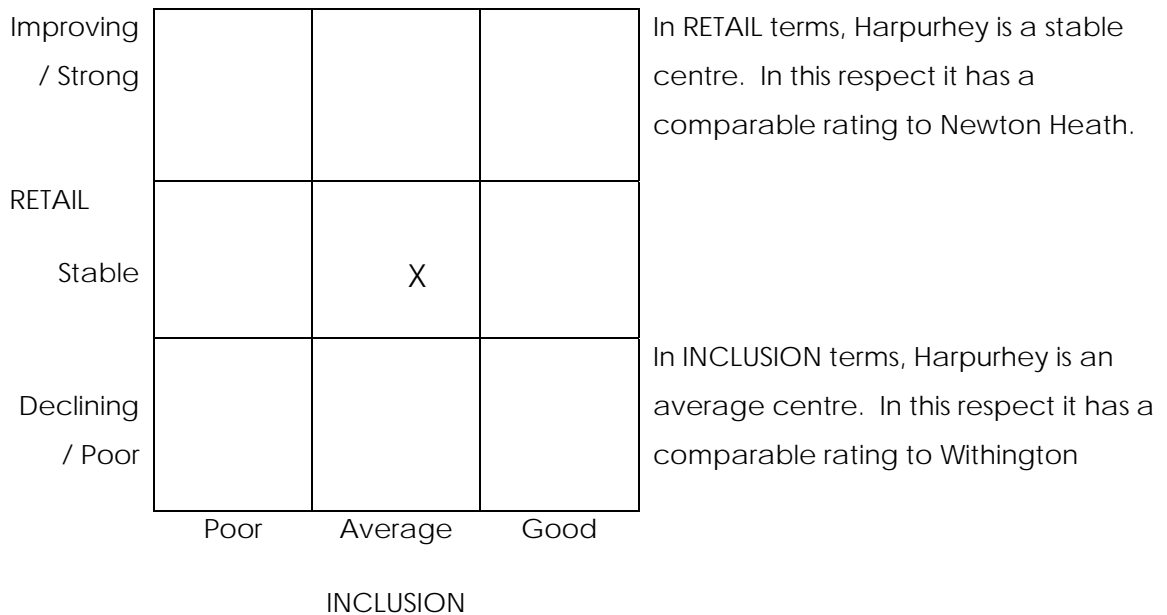 Improving
/ Strong
In RETAIL terms, Harpurhey is a stable
centre.  In this respect it has a
comparable rating to Newton Heath.
RETAIL
Stable
X
Declining
/ Poor
In INCLUSION terms, Harpurhey is an
average centre.  In this respect it has a
comparable rating to Withington
Poor Average Good
INCLUSION